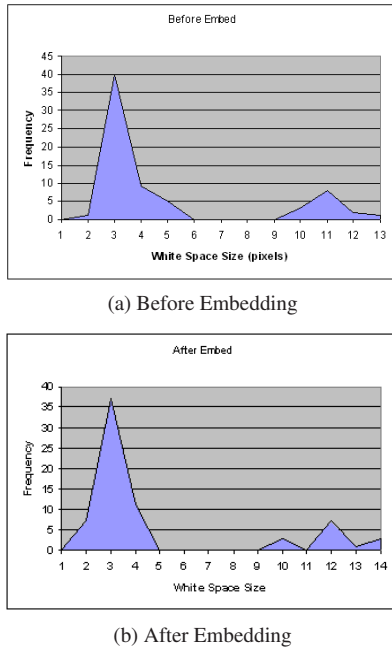 Before Embed
45
40
35
30
25
20
15
10
5
0
Frequency
1 2 3 4 5 6 7 8 9 10 11 12 13
White Space Size (pixels)
(a) Before Embedding
After Embed
40
35
30
25
20
15
10
5
0
Frequency
1 2 3 4 5 6 7 8 9 10 11 12 13 14
White Space Size
(b) After Embedding